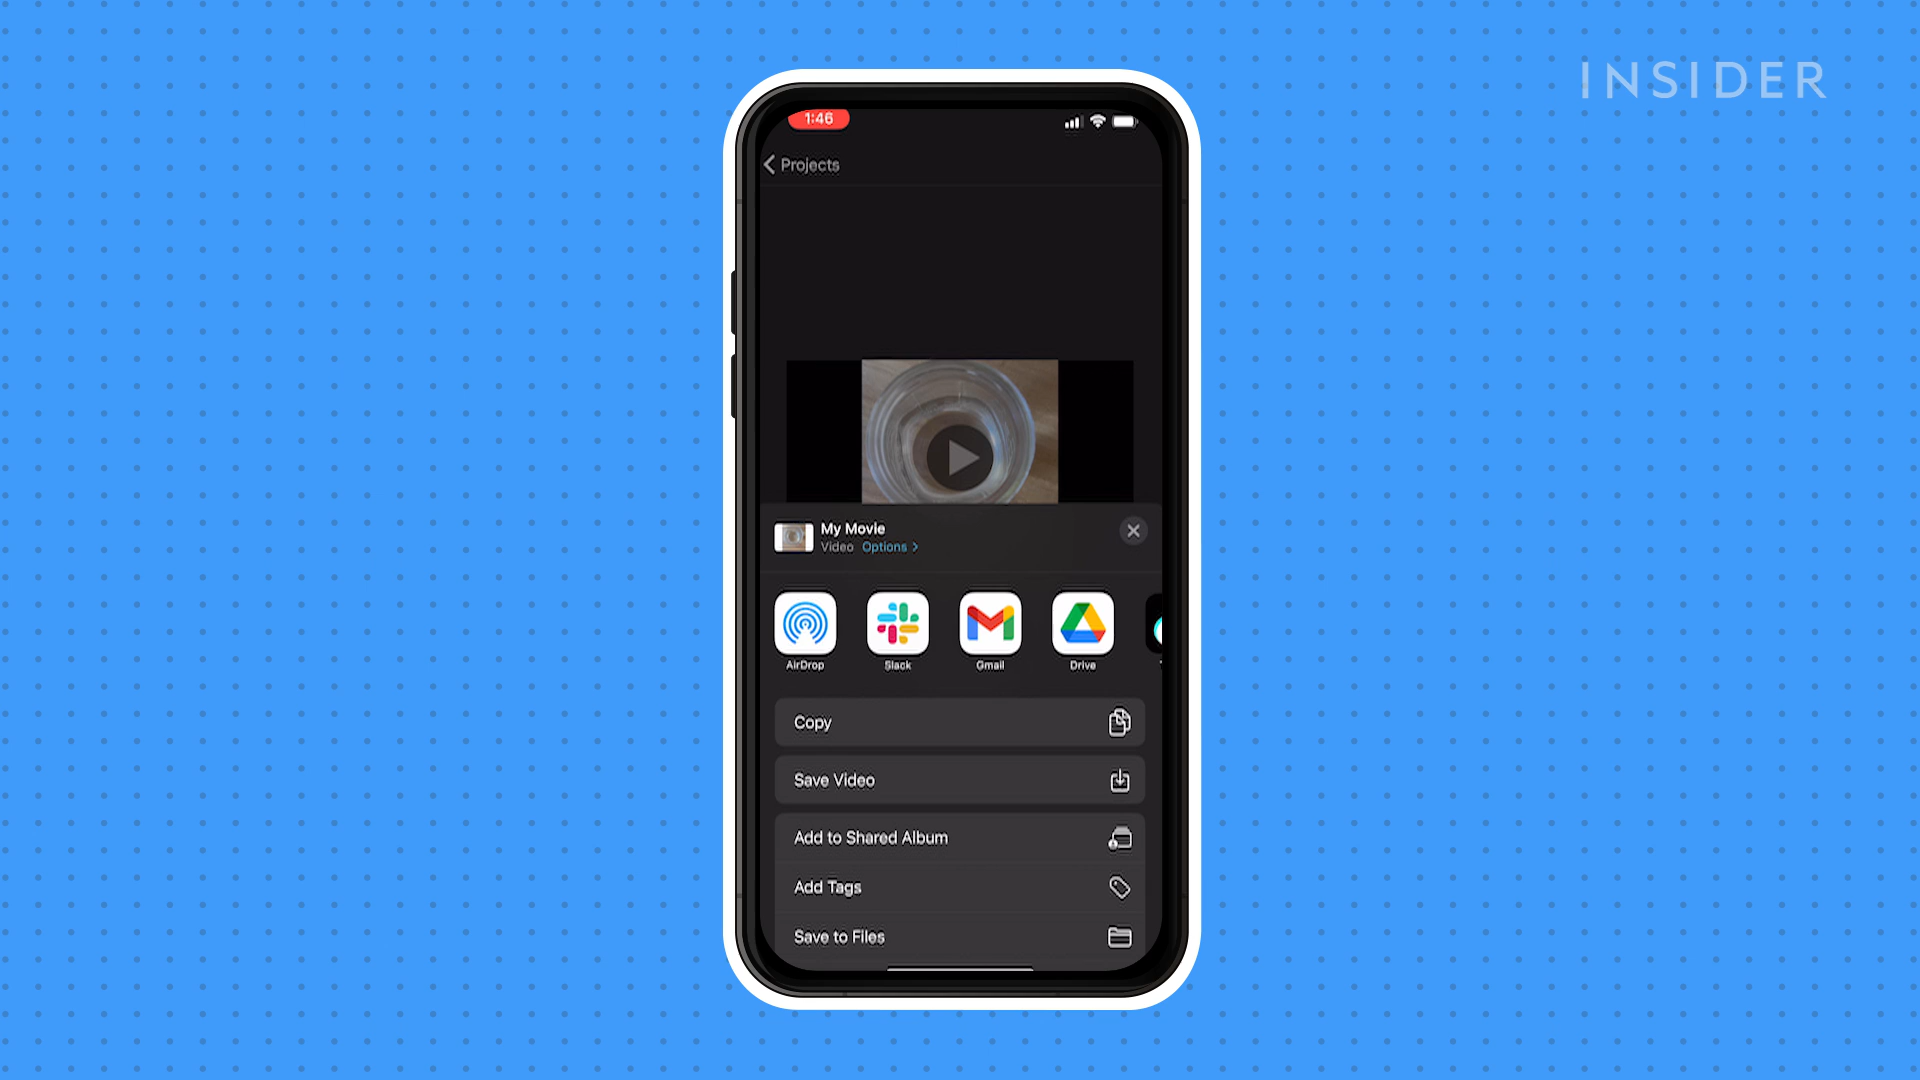 INSIDER
1:46
Projects
My Movie
Video Options >
AirDrop Slack Gmail Drive
Copy
Save Video
Add to Shared Album
Add Tags
Save to Files